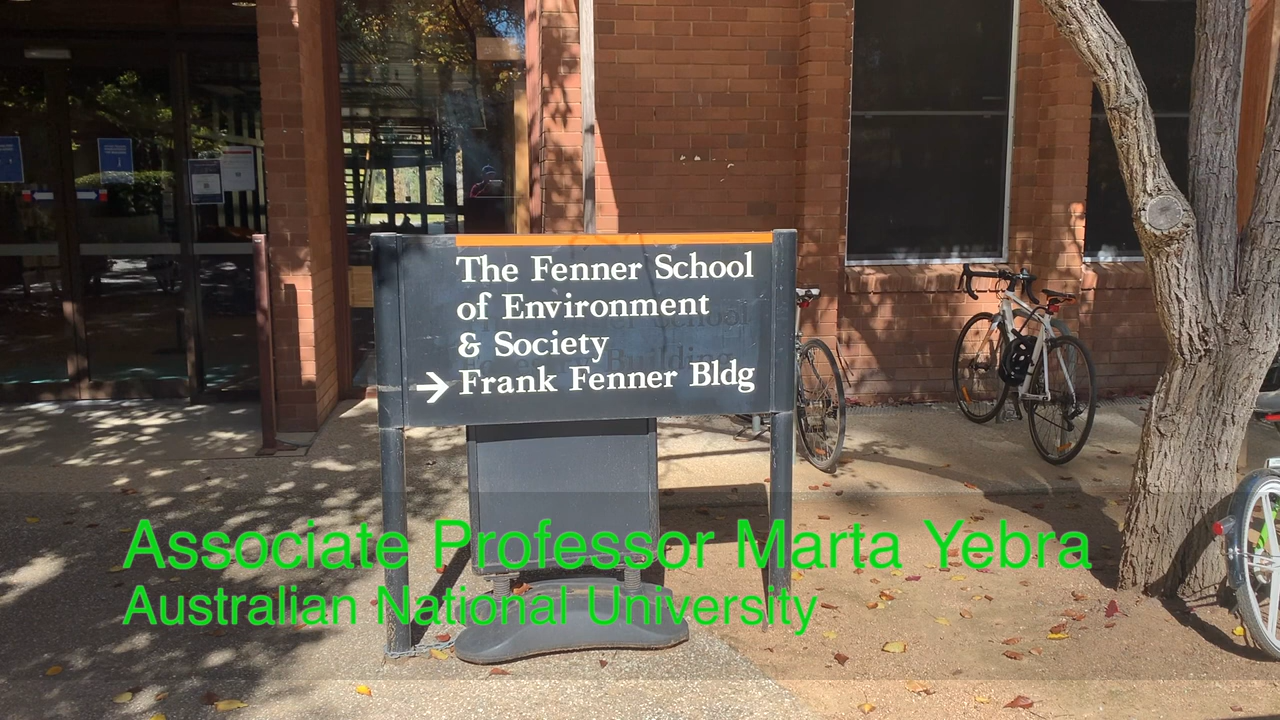 The Fenner School
of Environment
& Society
→ Frank Fenner Bldg
Associate Professor Marta Yebra
Australian National University